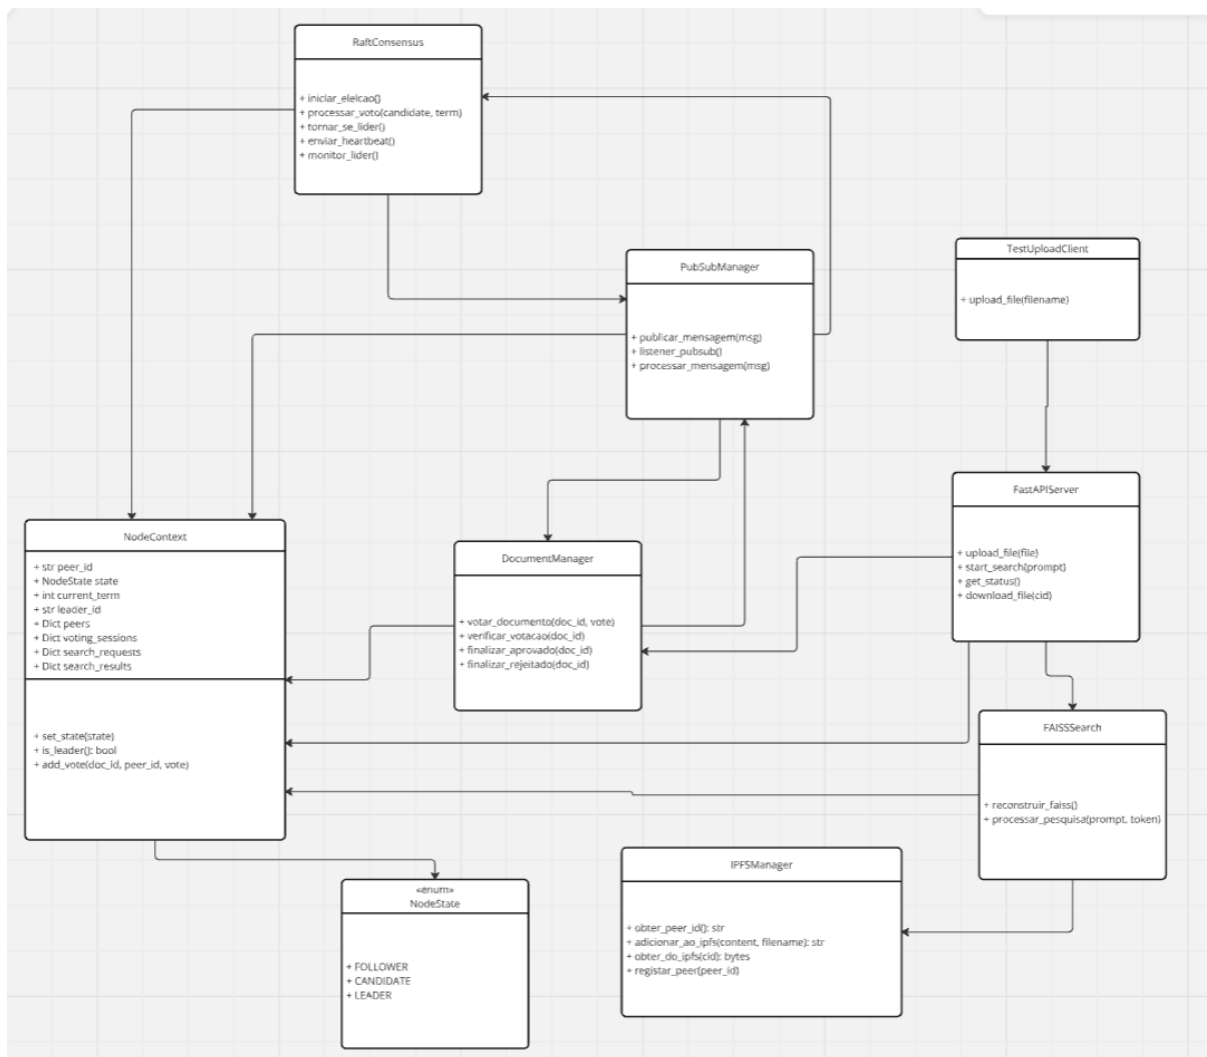 RaftConsensus
+ iniciar_eleicao()
+ processar_voto(candidate, term)
+ tornar_se_lider()
+ enviar_heartbeat()
+ monitor_lider()
PubSubManager
+ publicar_mensagem(msg)
+ listener_pubsub()
+ processar_mensagem(msg)
TestUploadClient
+ upload_file(filename)
FastAPIServer
+ upload_file(file)
+ start_search(prompt)
+ get_status()
+ download_file(cid)
NodeContext
+ str peer_id
+ NodeState state
+ int current_term
+ str leader_id
+ Dict peers
+ Dict voting_sessions
+ Dict search_requests
+ Dict search_results
+ set_state(state)
+ is_leader(): bool
+ add_vote(doc_id, peer_id, vote)
DocumentManager
+ votar_documento(doc_id, vote)
+ verificar_votacao(doc_id)
+ finalizar_aprovado(doc_id)
+ finalizar_rejeitado(doc_id)
FAISSSearch
+ reconstruir_faiss()
+ processar_pesquisa(prompt, token)
IPFSManager
+ obter_peer_id(): str
+ adicionar_ao_ipfs(content, filename): str
+ obter_do_ipfs(cid): bytes
+ registar_peer(peer_id)
«enum»
NodeState
+ FOLLOWER
+ CANDIDATE
+ LEADER